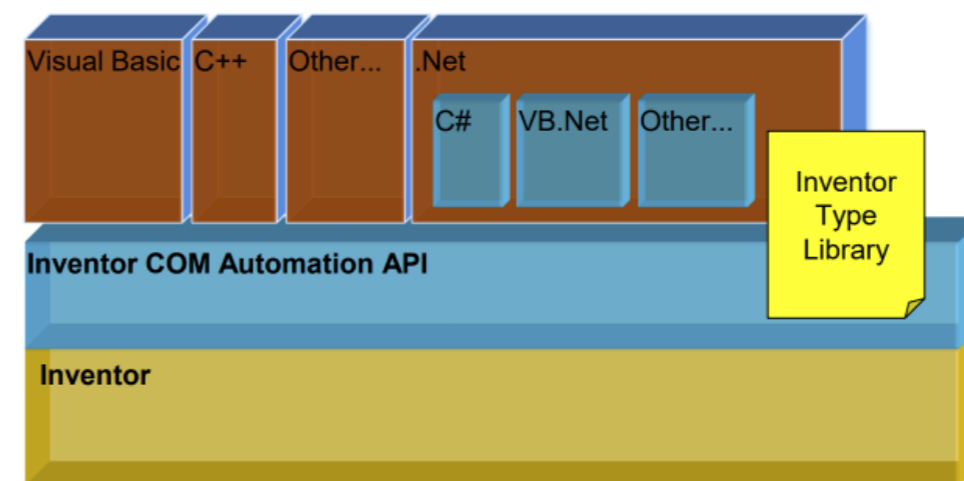 Visual Basic
C++
Other...
.Net
C#
VB.Net
Other...
Inventor
Type
Library
Inventor COM Automation API
Inventor